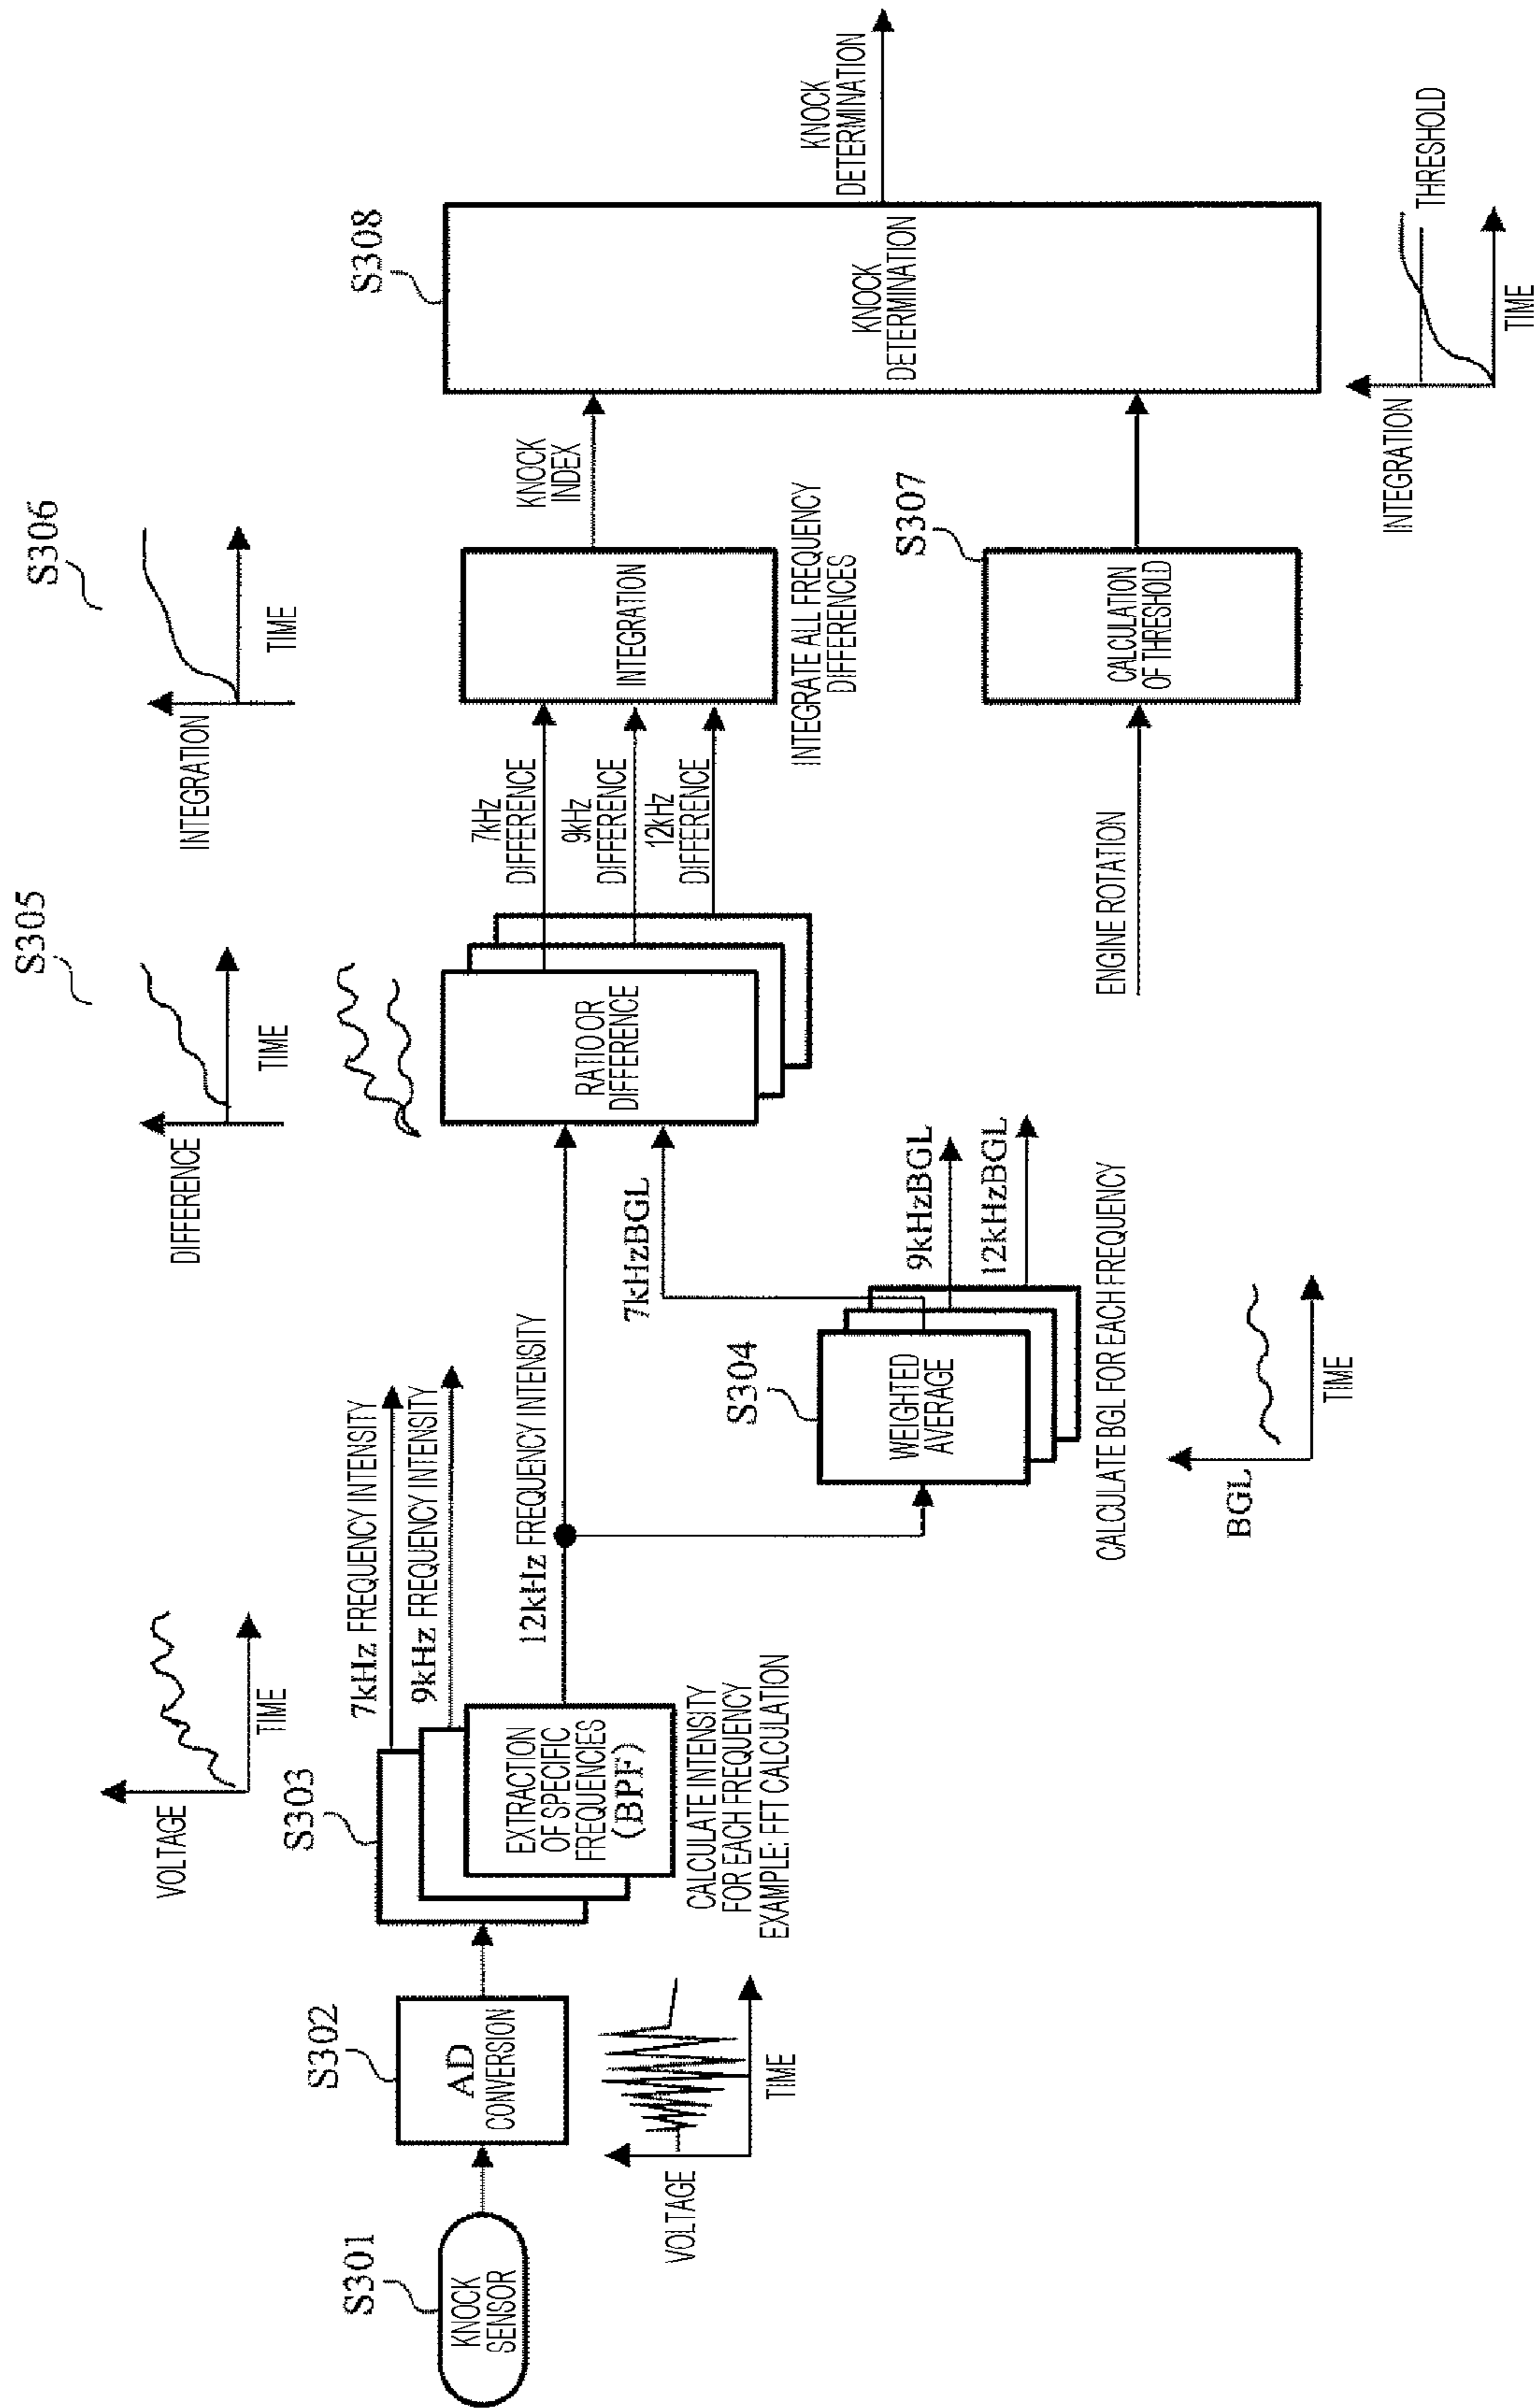 S301
KNOCK
SENSOR
S302
AD
CONVERSION
VOLTAGE
TIME
S303
VOLTAGE
TIME
EXTRACTION
OF SPECIFIC
FREQUENCIES
(BPF)
CALCULATE INTENSITY
FOR EACH FREQUENCY
EXAMPLE: FFT CALCULATION
7kHz FREQUENCY INTENSITY
9kHz FREQUENCY INTENSITY
12kHz FREQUENCY INTENSITY
S304
WEIGHTED
AVERAGE
CALCULATE BGL FOR EACH FREQUENCY
BGL
TIME
7kHzBGL
9kHzBGL
12kHzBGL
S305
DIFFERENCE
TIME
RATIO OR
DIFFERENCE
7kHz
DIFFERENCE
9kHz
DIFFERENCE
12kHz
DIFFERENCE
S306
INTEGRATION
TIME
INTEGRATION
INTEGRATE ALL FREQUENCY
DIFFERENCES
KNOCK
INDEX
ENGINE ROTATION
S307
CALCULATION
OF THRESHOLD
S308
KNOCK
DETERMINATION
KNOCK
DETERMINATION
INTEGRATION
THRESHOLD
TIME